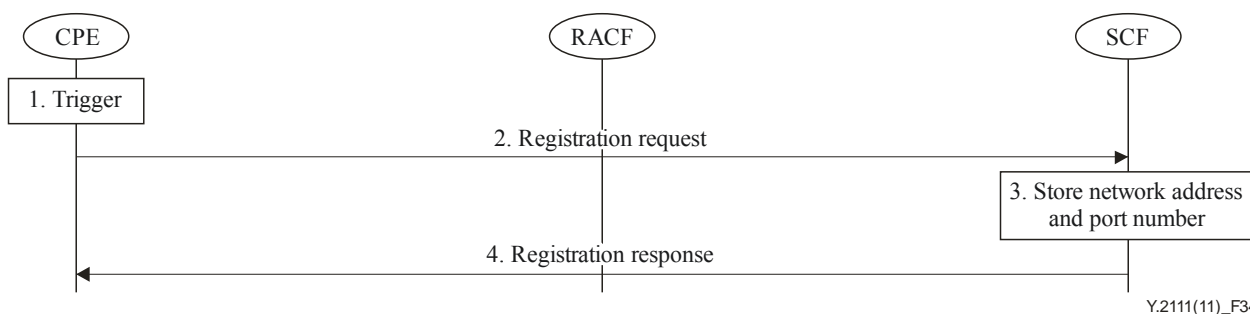 CPE
RACF
SCF
1. Trigger
2. Registration request
3. Store network address
and port number
4. Registration response
Y.2111(11)_F34